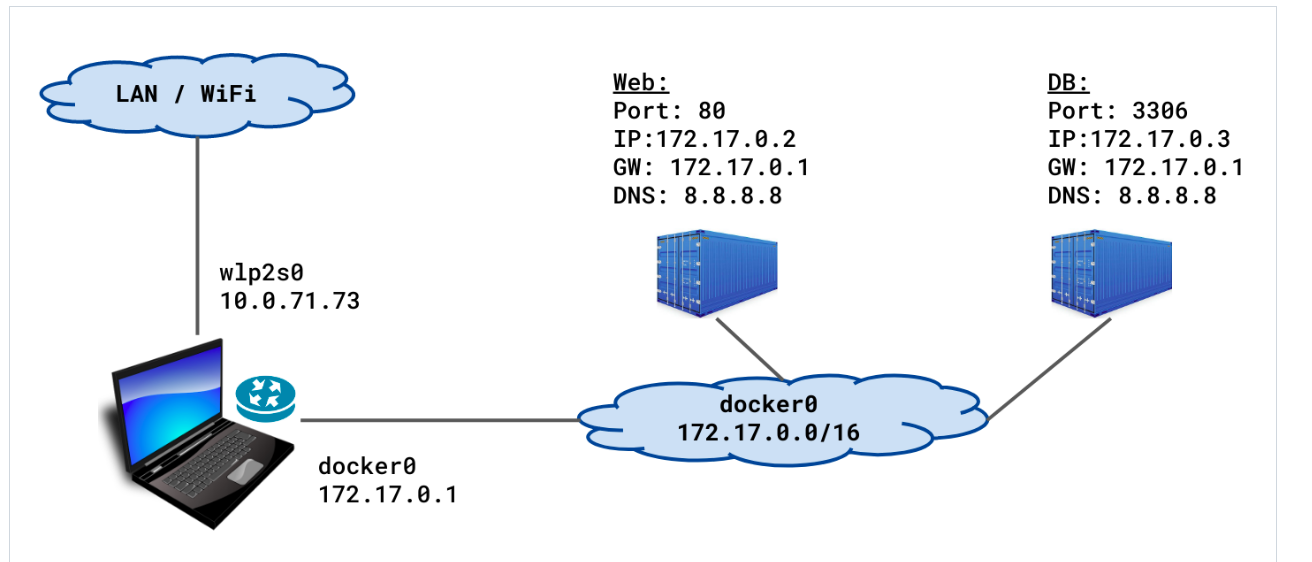 LAN / WiFi
Web:
Port: 80
IP:172.17.0.2
GW: 172.17.0.1
DNS: 8.8.8.8
DB:
Port: 3306
IP:172.17.0.3
GW: 172.17.0.1
DNS: 8.8.8.8
wlp2s0
10.0.71.73
docker0
172.17.0.0/16
docker0
172.17.0.1